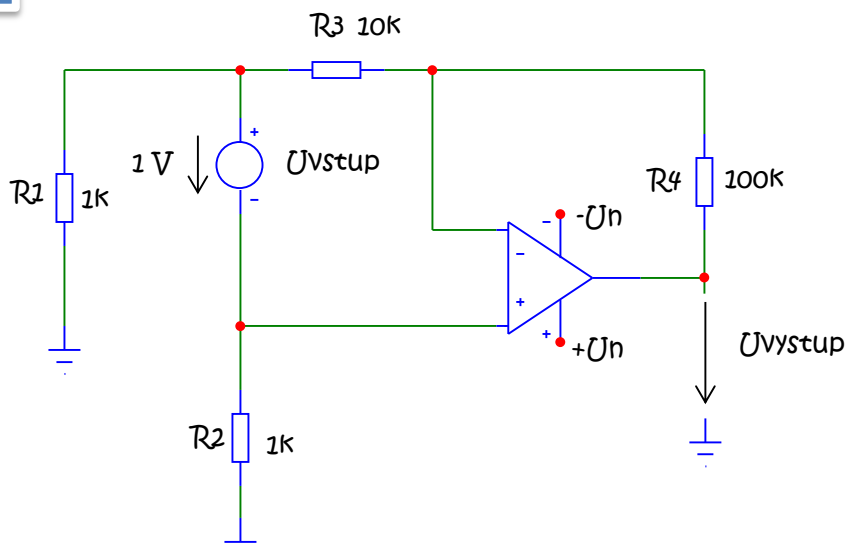 R3 10k
1 V
+
Uvstup
-
R1
1k
R4
100k
-
-Un
-
+
+
+Un
Uvystup
R2
1k